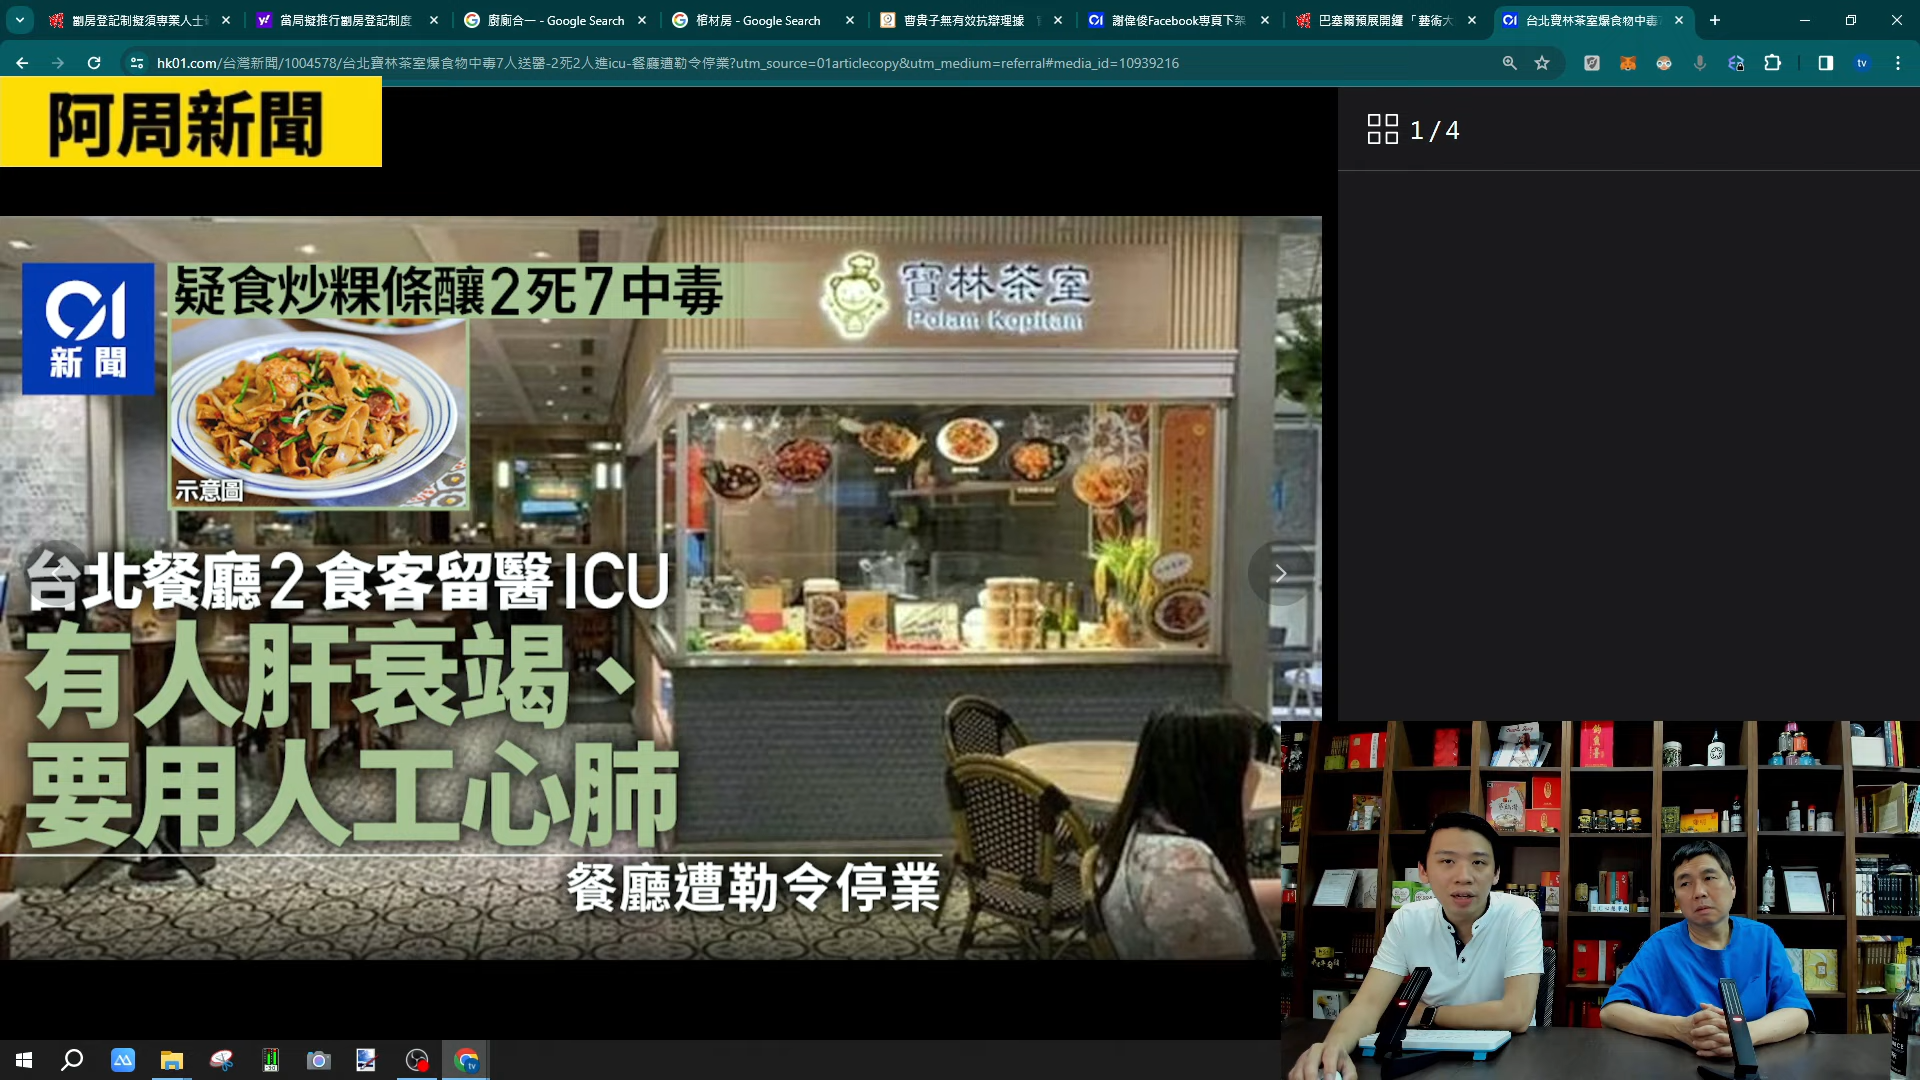 劏房登記制擬須專業人士
當局擬推行劏房登記制度
廚廁合一 - Google Search
棺材房 - Google Search
曹貴子無有效抗辯理據
謝偉俊Facebook專頁下架
巴塞爾預展開鑼「藝術大
台北寶林茶室爆食物中毒7
hk01.com/台灣新聞/1004578/台北寶林茶室爆食物中毒7人送醫-2死2人進icu-餐廳遭勒令停業?utm_source=01articlecopy&utm_medium=referral#media_id=10939216
tv
阿周新聞
1/4
01
新聞
疑食炒粿條釀2死7中毒
示意圖
寶林茶室
Polam Kopitiam
台北餐廳2食客留醫ICU
有人肝衰竭、
要用人工心肺
餐廳遭勒令停業
釣魚臺